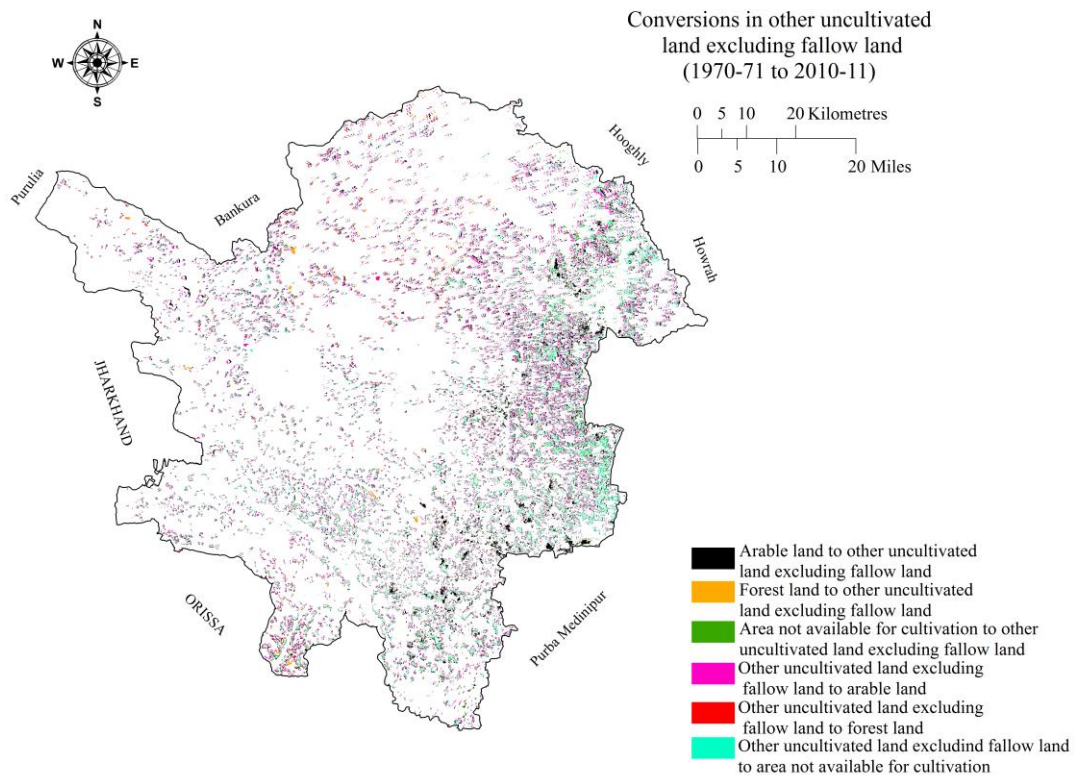 Conversions in other uncultivated
land excluding fallow land
(1970-71 to 2010-11)
N
W
E
S
0 5 10 20 Kilometres
0 5 10 20 Miles
Hooghly
Purulia
Bankura
Howrah
JHARKHAND
ORISSA
Purba Medinipur
Arable land to other uncultivated
land excluding fallow land
Forest land to other uncultivated
land excluding fallow land
Area not available for cultivation to other
uncultivated land excluding fallow land
Other uncultivated land excluding
fallow land to arable land
Other uncultivated land excluding
fallow land to forest land
Other uncultivated land excludind fallow land
to area not available for cultivation